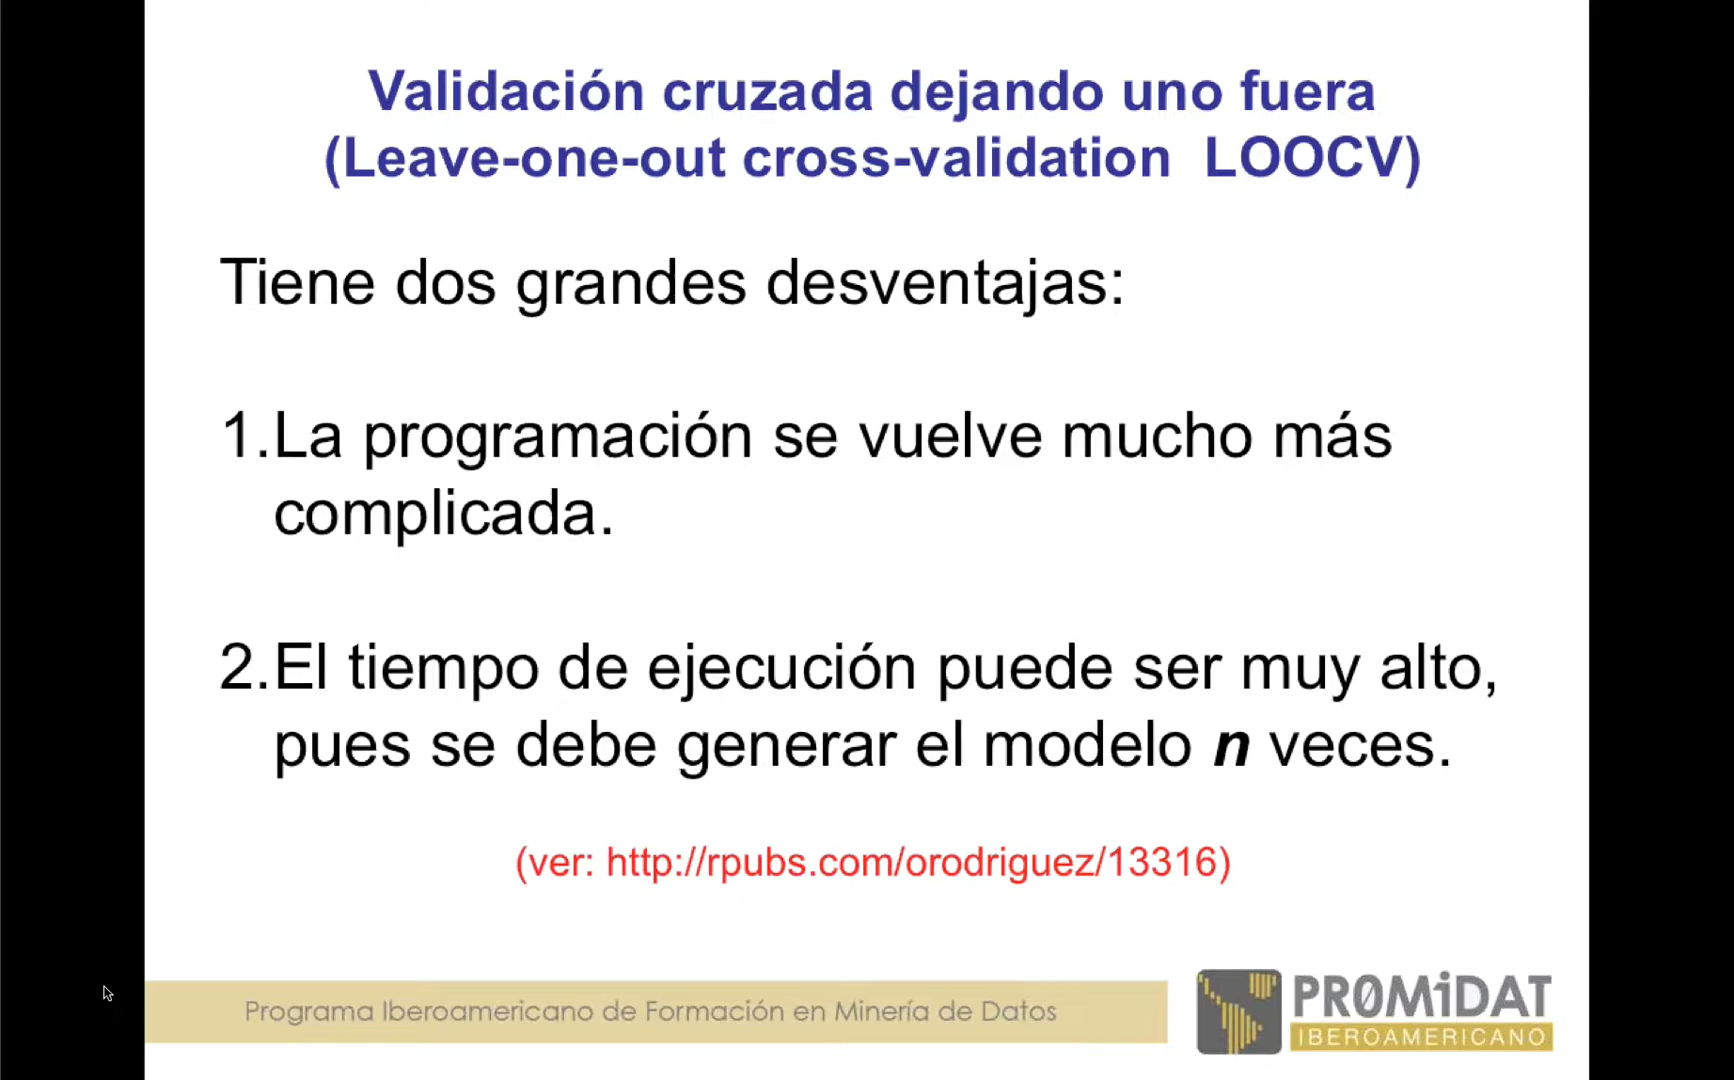 Validación cruzada dejando uno fuera
(Leave-one-out cross-validation LOOCV)
Tiene dos grandes desventajas:
1.La programación se vuelve mucho más
complicada.
2.El tiempo de ejecución puede ser muy alto,
pues se debe generar el modelo n veces.
(ver: http://rpubs.com/orodriguez/13316)
Programa Iberoamericano de Formación en Minería de Datos
PR0MiDAT
IBEROAMERICANO